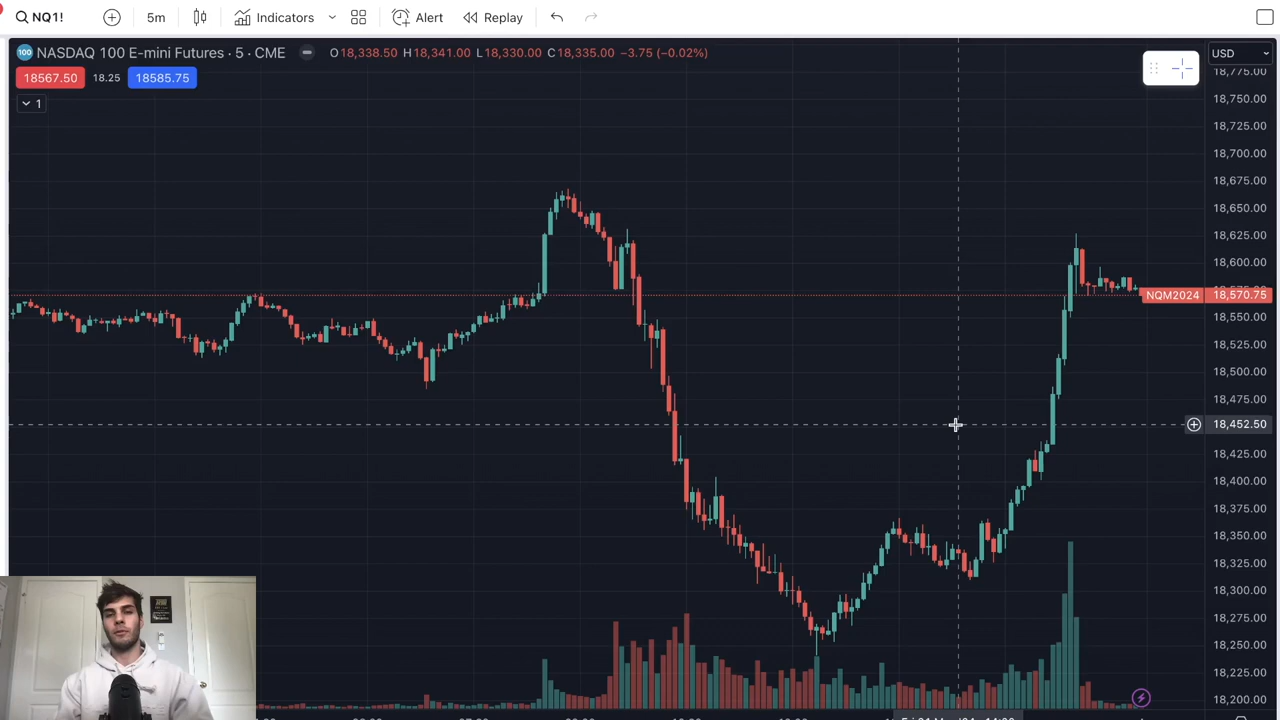 NQ1!
5m
Indicators
Alert
Replay
100 NASDAQ 100 E-mini Futures · 5 · CME
O18,338.50 H18,341.00 L18,330.00 C18,335.00 −3.75 (−0.02%)
USD
18567.50 18.25 18585.75
1
18,775.00
18,750.00
18,725.00
18,700.00
18,675.00
18,650.00
18,625.00
18,600.00
NQM2024 18,570.75
18,550.00
18,525.00
18,500.00
18,475.00
18,452.50
18,425.00
18,400.00
18,375.00
18,350.00
18,325.00
18,300.00
18,275.00
18,250.00
18,225.00
18,200.00